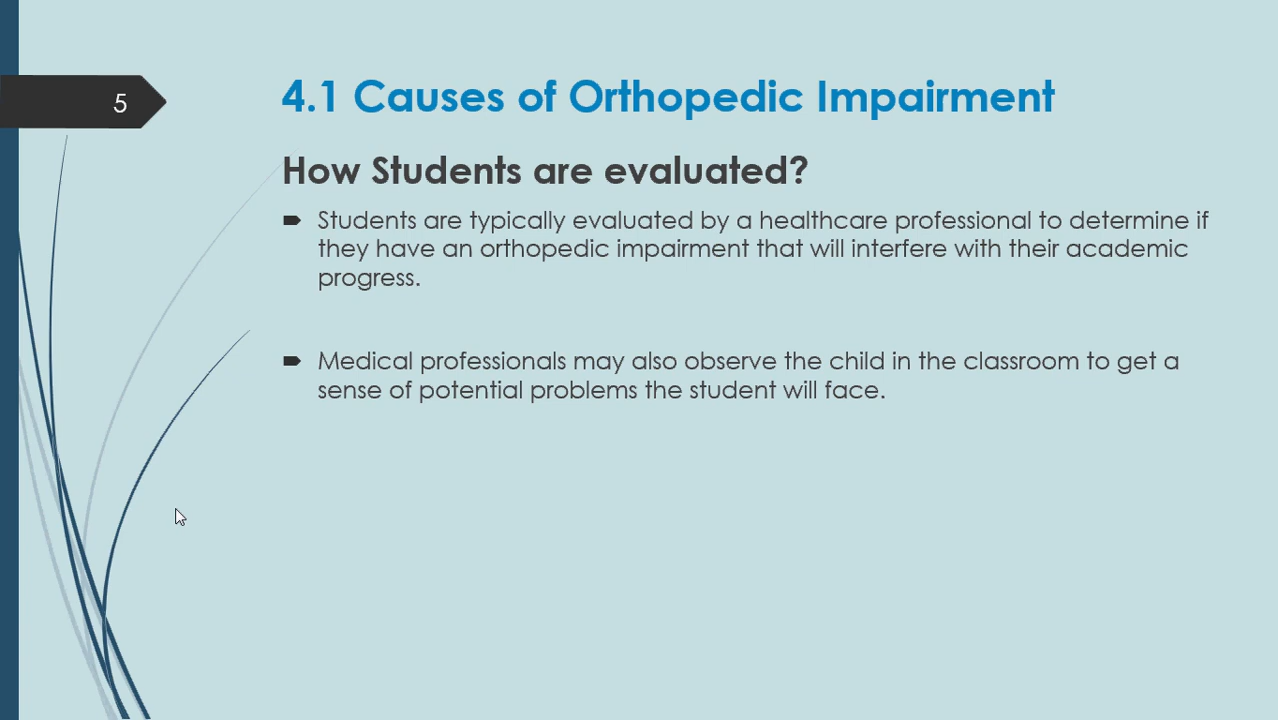 5
4.1 Causes of Orthopedic Impairment
How Students are evaluated?
Students are typically evaluated by a healthcare professional to determine if
they have an orthopedic impairment that will interfere with their academic
progress.
Medical professionals may also observe the child in the classroom to get a
sense of potential problems the student will face.